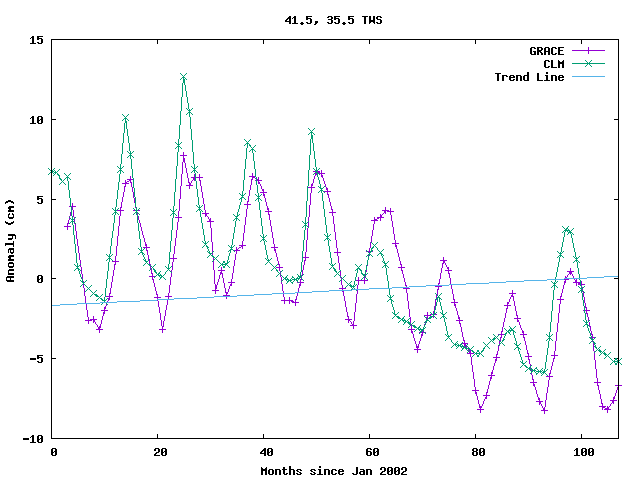 41.5, 35.5 TWS
GRACE
CLM
Trend Line
15
10
5
0
-5
-10
Anomaly (cm)
0 20 40 60 80 100
Months since Jan 2002